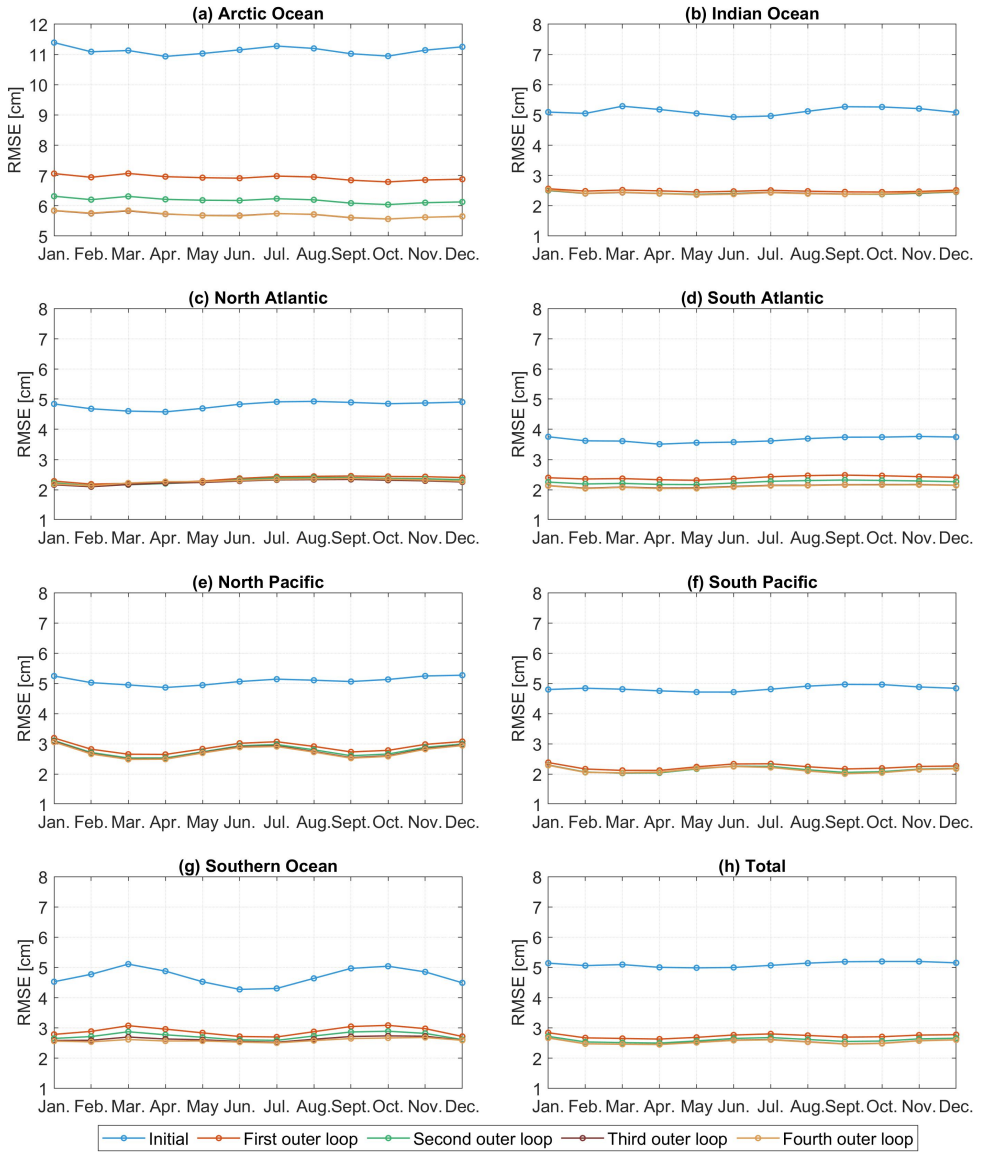 (a) Arctic Ocean
12
11
10
9
8
7
6
5
RMSE [cm]
Jan. Feb. Mar. Apr. May Jun. Jul. Aug. Sept. Oct. Nov. Dec.
(b) Indian Ocean
8
7
6
5
4
3
2
1
RMSE [cm]
Jan. Feb. Mar. Apr. May Jun. Jul. Aug. Sept. Oct. Nov. Dec.
(c) North Atlantic
8
7
6
5
4
3
2
1
RMSE [cm]
Jan. Feb. Mar. Apr. May Jun. Jul. Aug. Sept. Oct. Nov. Dec.
(d) South Atlantic
8
7
6
5
4
3
2
1
RMSE [cm]
Jan. Feb. Mar. Apr. May Jun. Jul. Aug. Sept. Oct. Nov. Dec.
(e) North Pacific
8
7
6
5
4
3
2
1
RMSE [cm]
Jan. Feb. Mar. Apr. May Jun. Jul. Aug. Sept. Oct. Nov. Dec.
(f) South Pacific
8
7
6
5
4
3
2
1
RMSE [cm]
Jan. Feb. Mar. Apr. May Jun. Jul. Aug. Sept. Oct. Nov. Dec.
(g) Southern Ocean
8
7
6
5
4
3
2
1
RMSE [cm]
Jan. Feb. Mar. Apr. May Jun. Jul. Aug. Sept. Oct. Nov. Dec.
(h) Total
8
7
6
5
4
3
2
1
RMSE [cm]
Jan. Feb. Mar. Apr. May Jun. Jul. Aug. Sept. Oct. Nov. Dec.
Initial First outer loop Second outer loop Third outer loop Fourth outer loop